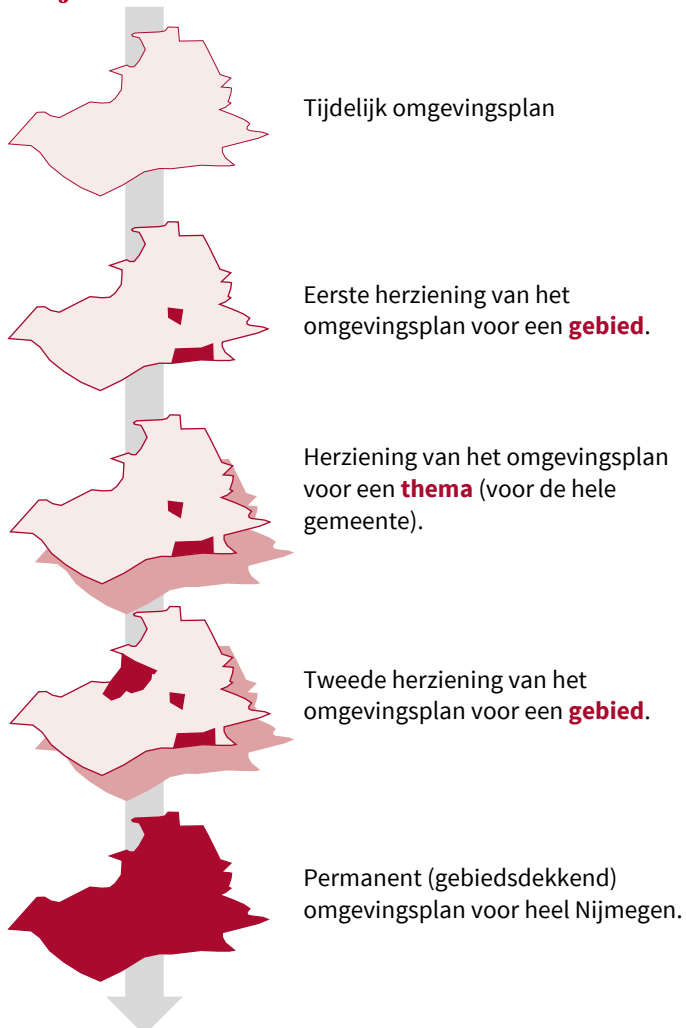 Tijdelijk omgevingsplan
Eerste herziening van het
omgevingsplan voor een gebied.
Herziening van het omgevingsplan
voor een thema (voor de hele
gemeente).
Tweede herziening van het
omgevingsplan voor een gebied.
Permanent (gebiedsdekkend)
omgevingsplan voor heel Nijmegen.